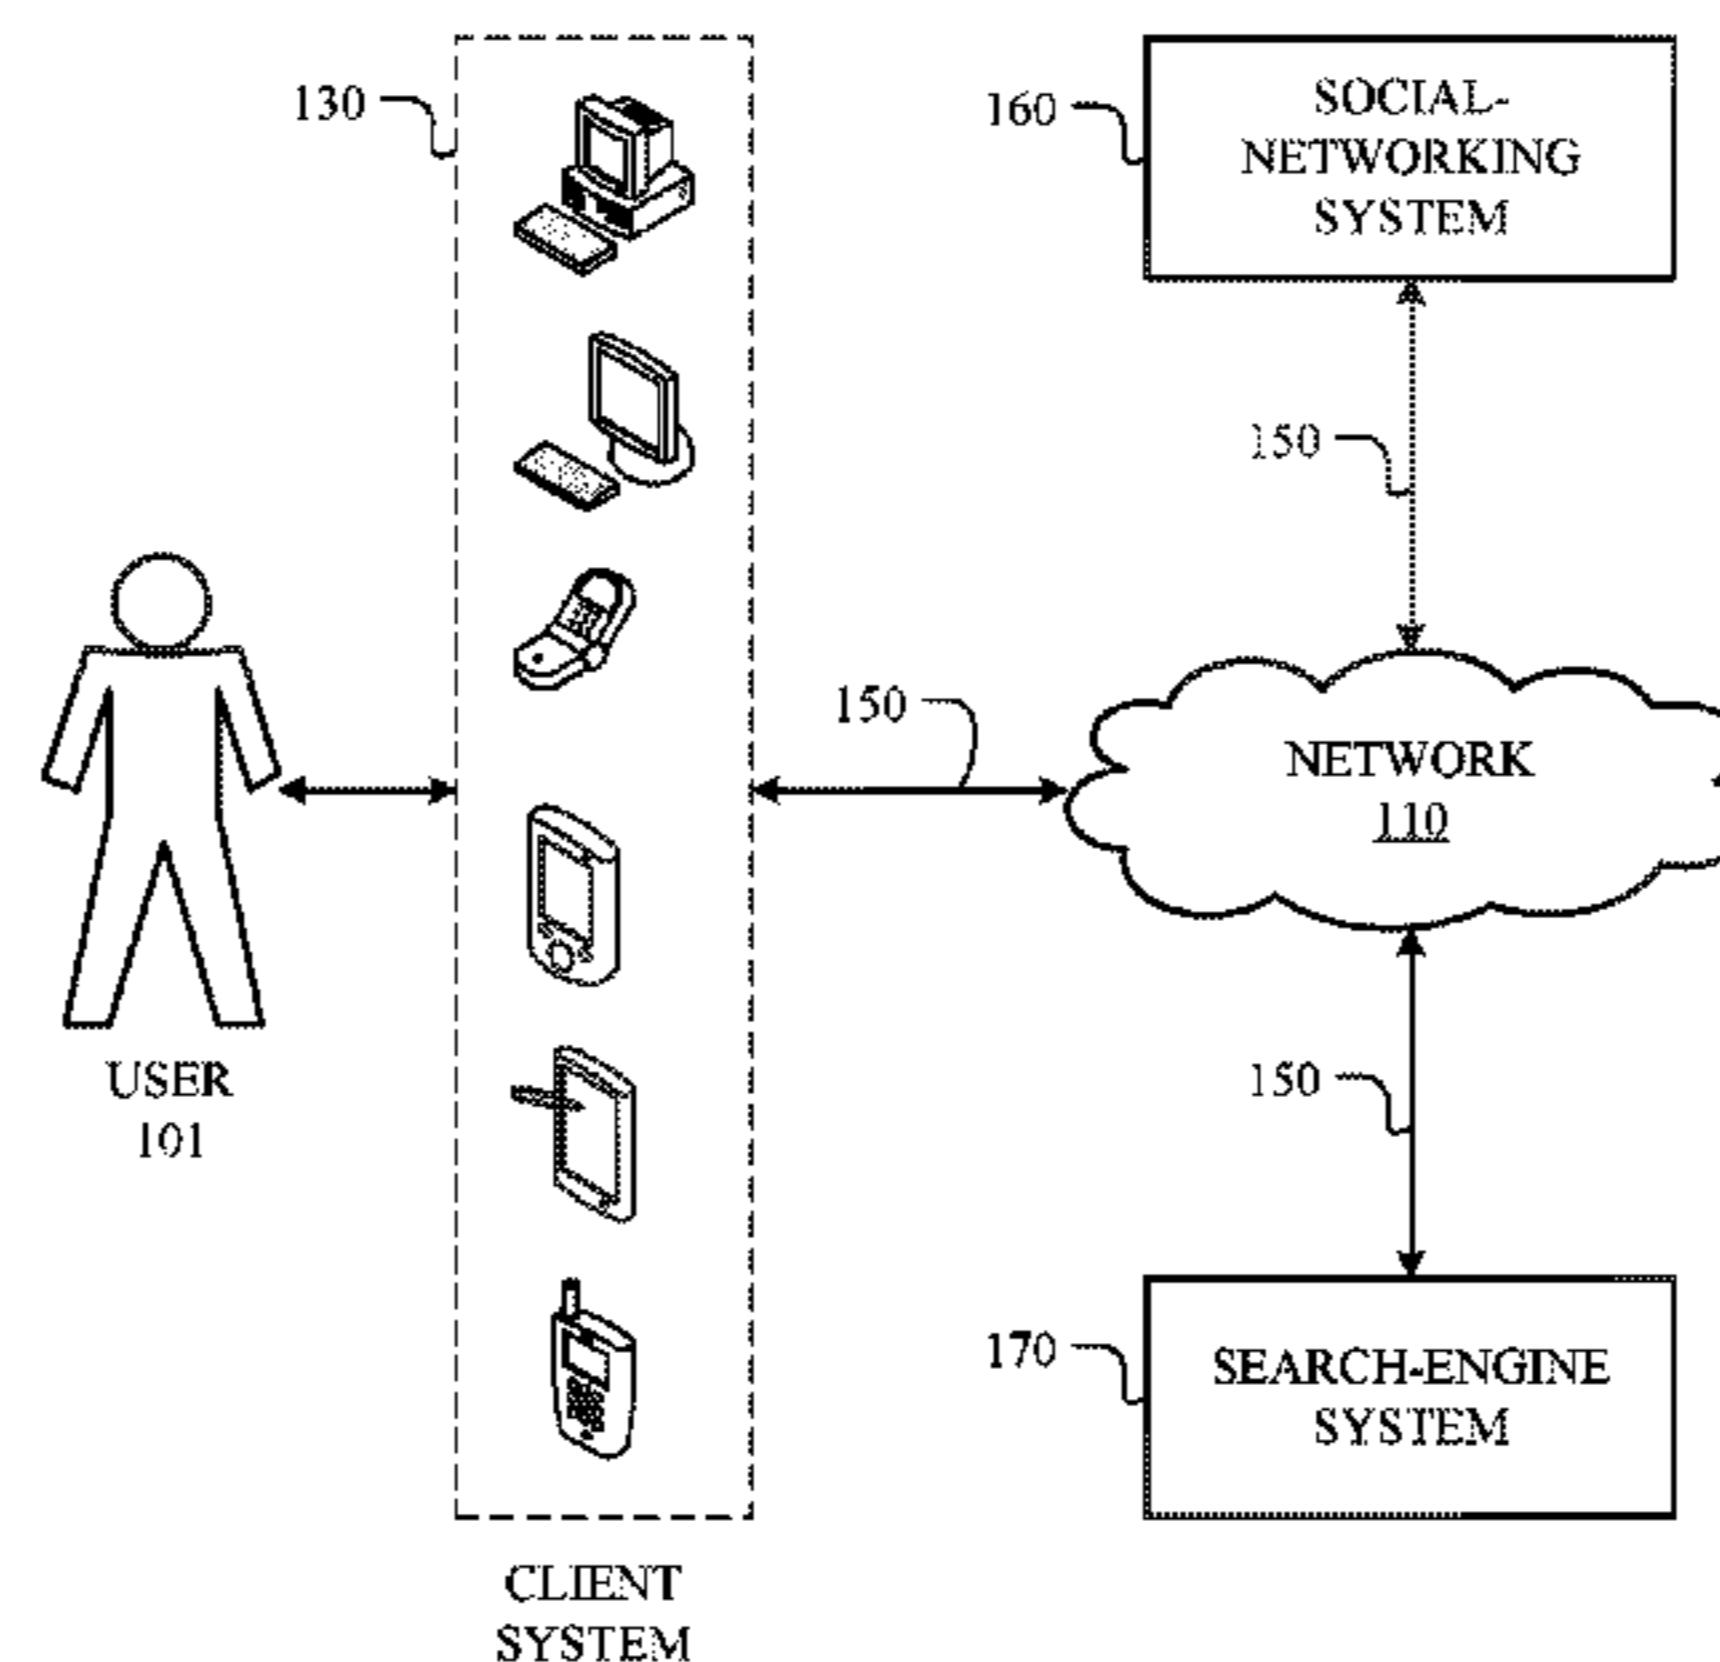 130
160
SOCIAL-
NETWORKING
SYSTEM
150
150
NETWORK
110
USER
101
150
170
SEARCH-ENGINE
SYSTEM
CLIENT
SYSTEM